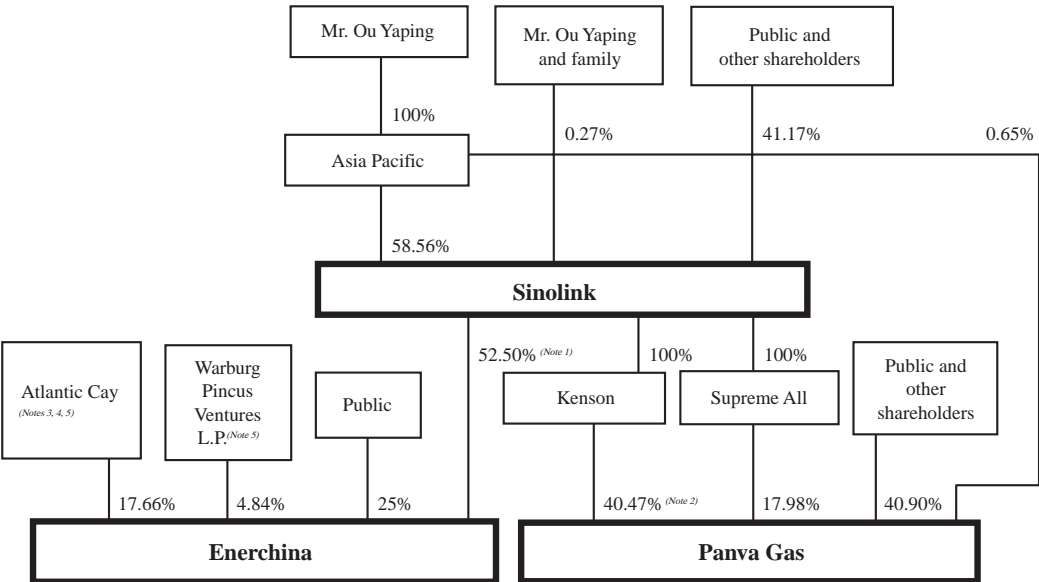 Mr. Ou Yaping
Mr. Ou Yaping
and family
Public and
other shareholders
100%
0.27%
41.17%
0.65%
Asia Pacific
58.56%
Sinolink
52.50% (Note 1)
100%
100%
Atlantic Cay
(Notes 3, 4, 5)
Warburg
Pincus
Ventures
L.P.(Note 5)
Public
Kenson
Supreme All
Public and
other
shareholders
17.66%
4.84%
25%
40.47% (Note 2)
17.98%
40.90%
Enerchina
Panva Gas